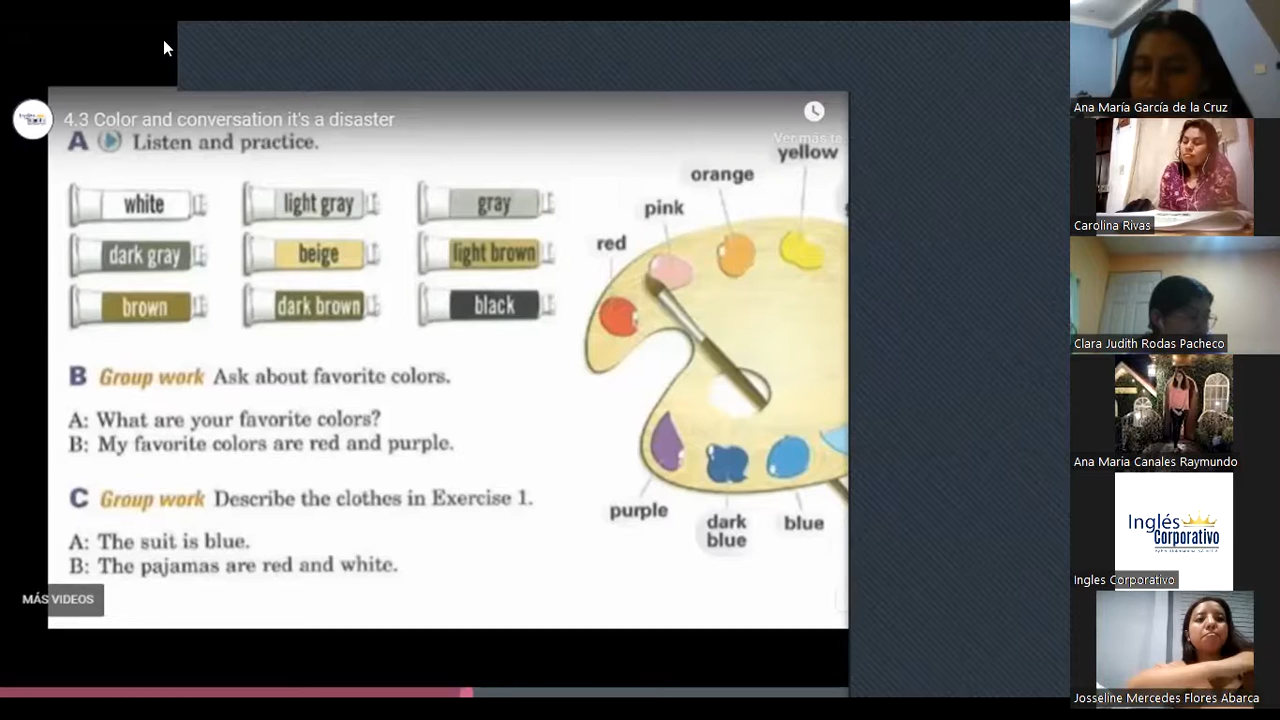 4.3 Color and conversation it's a disaster
Ver más ta
A Listen and practice.
white
light gray
gray
dark gray
beige
light brown
brown
dark brown
black
red
pink
orange
yellow
purple
dark
blue
blue
B Group work Ask about favorite colors.
A: What are your favorite colors?
B: My favorite colors are red and purple.
C Group work Describe the clothes in Exercise 1.
A: The suit is blue.
B: The pajamas are red and white.
MÁS VIDEOS
Ana María García de la Cruz
Carolina Rivas
Clara Judith Rodas Pacheco
Ana Maria Canales Raymundo
Inglés
Corporativo
Ingles Corporativo
Josseline Mercedes Flores Abarca